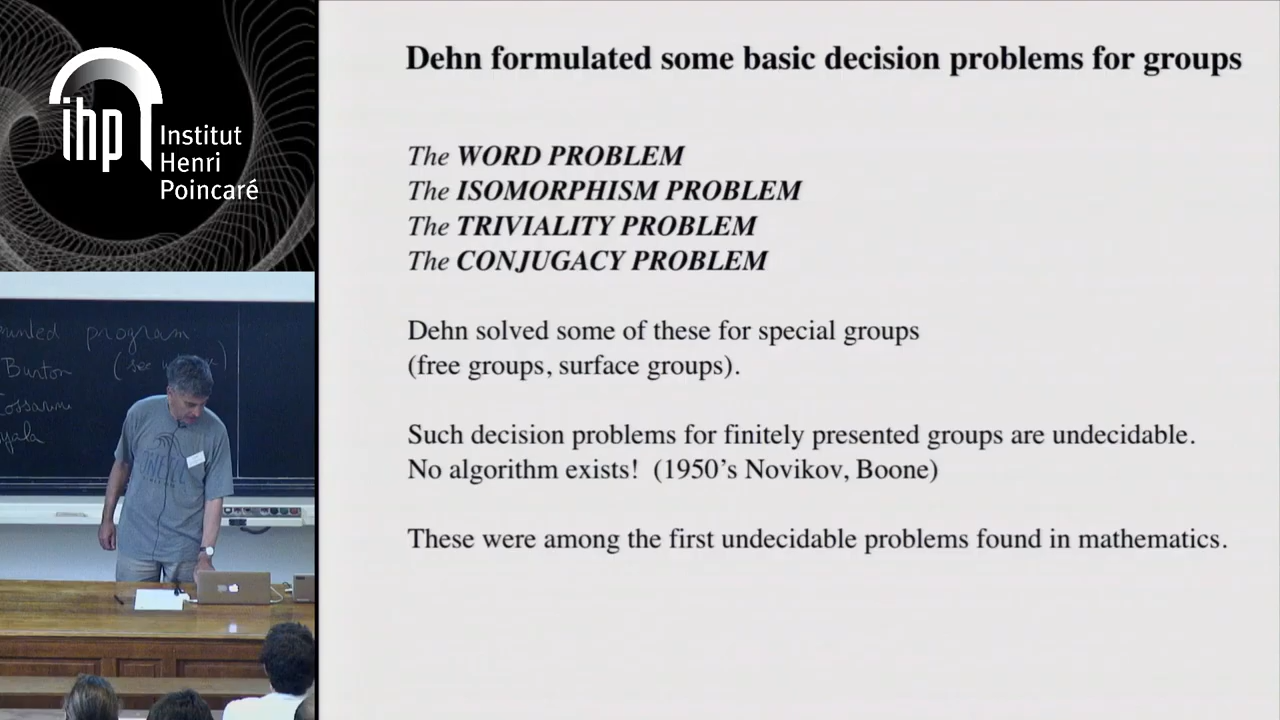 ihp
Institut
Henri
Poincaré
program
Burton
Dehn formulated some basic decision problems for groups
The WORD PROBLEM
The ISOMORPHISM PROBLEM
The TRIVIALITY PROBLEM
The CONJUGACY PROBLEM
Dehn solved some of these for special groups
(free groups, surface groups).
Such decision problems for finitely presented groups are undecidable.
No algorithm exists! (1950's Novikov, Boone)
These were among the first undecidable problems found in mathematics.